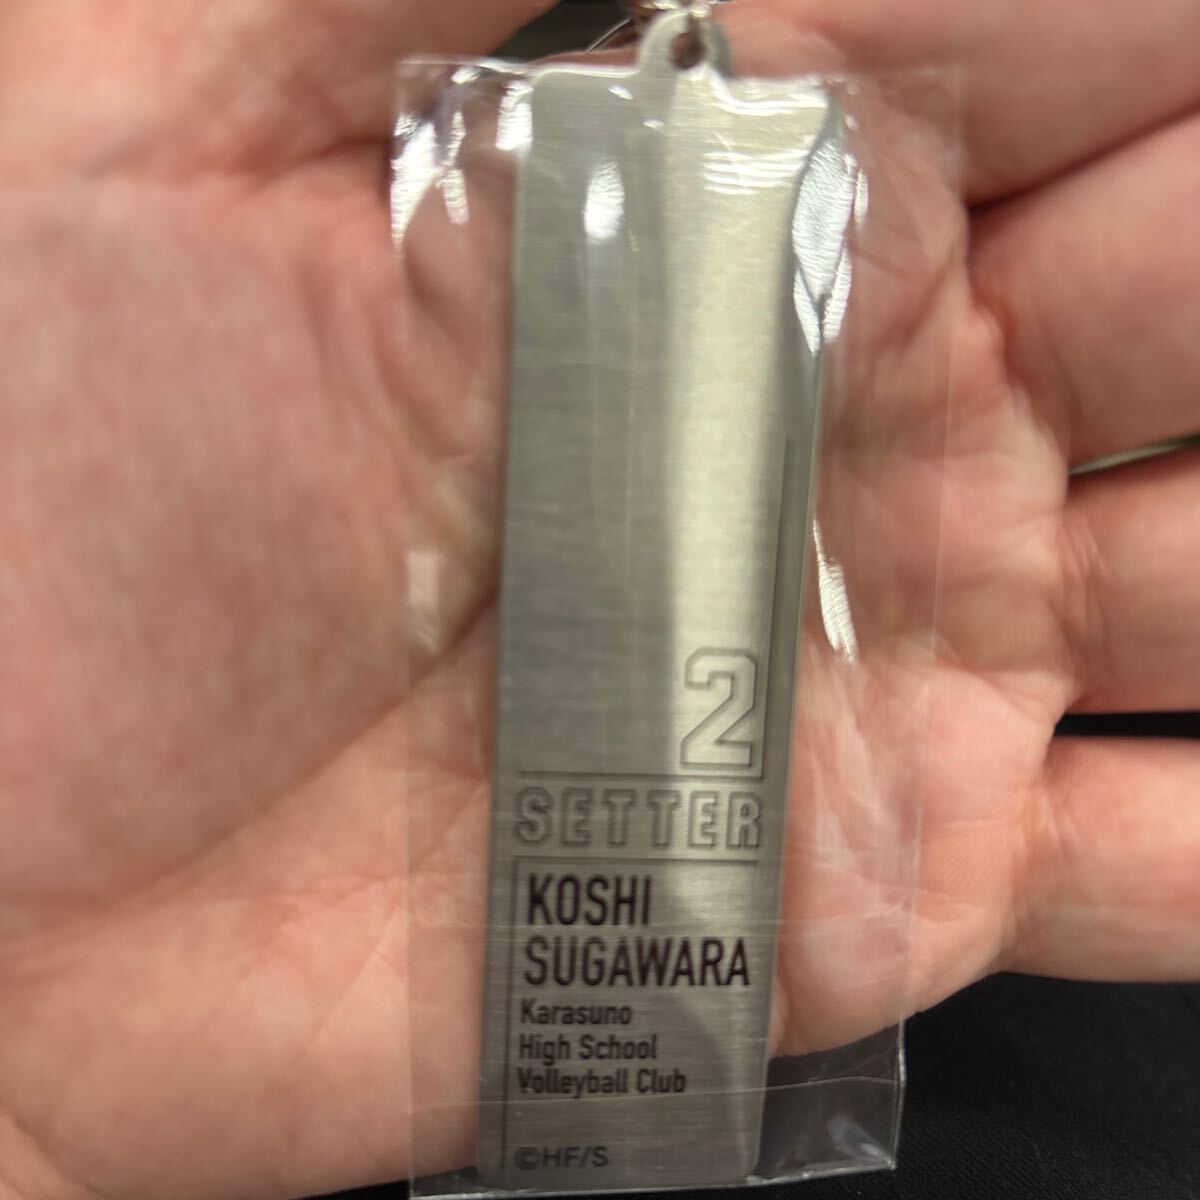 2
SETTER
KOSHI
SUGAWARA
Karasuno
High School
Volleyball Club
©HF/S